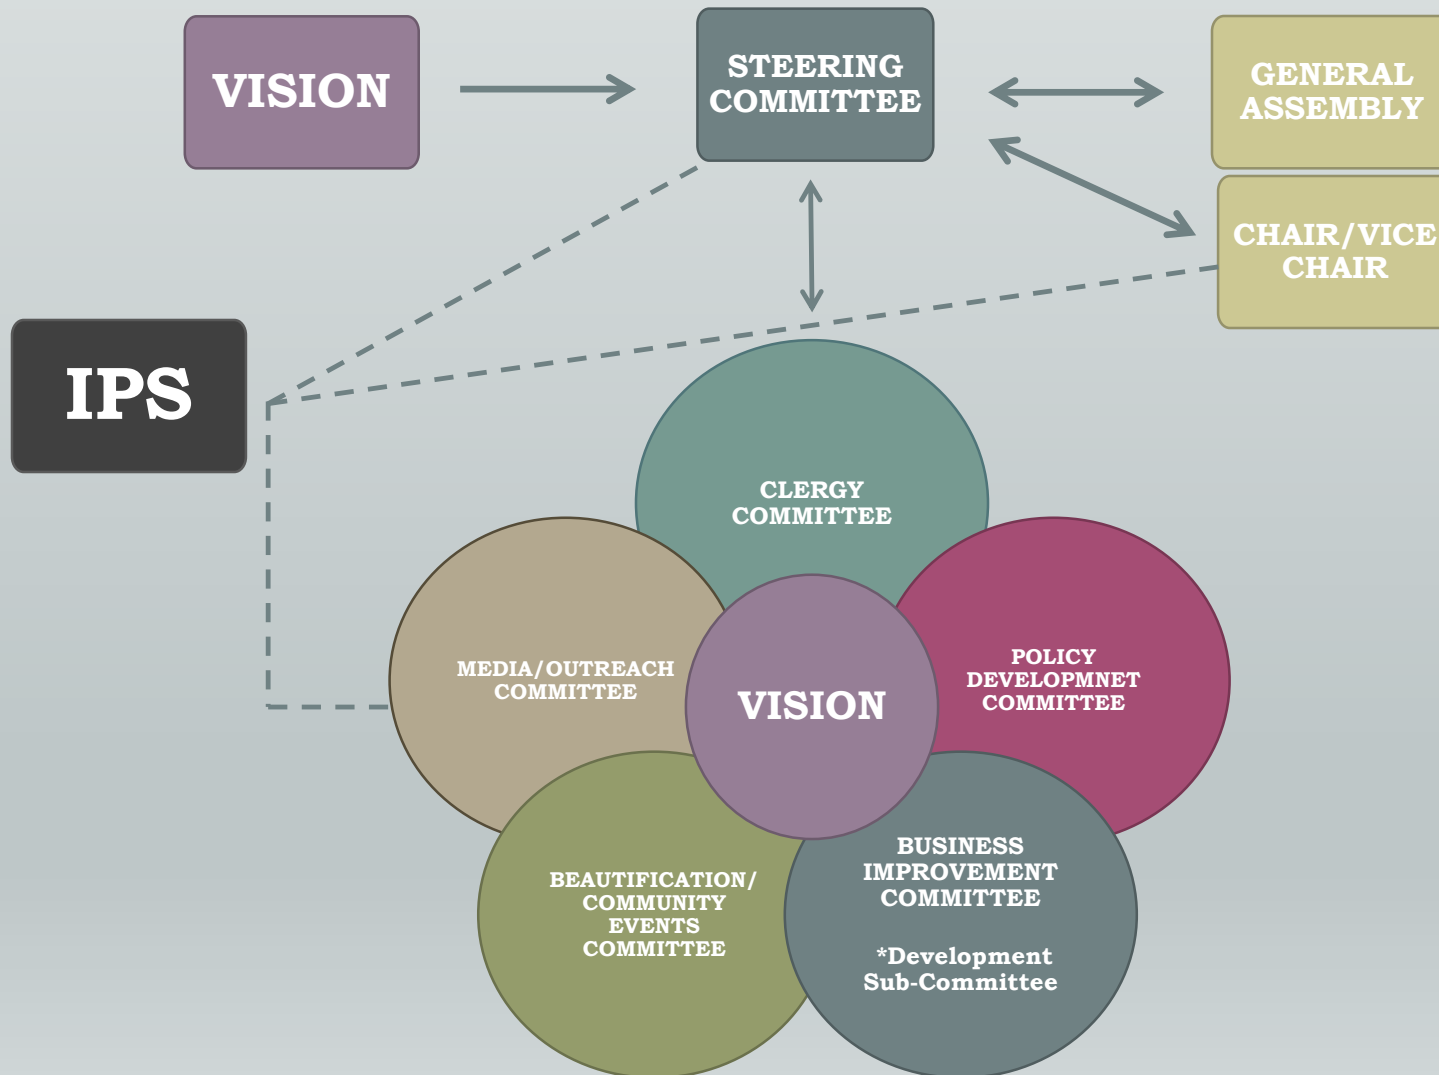 VISION
STEERING
COMMITTEE
GENERAL
ASSEMBLY
CHAIR/VICE
CHAIR
IPS
CLERGY
COMMITTEE
MEDIA/OUTREACH
COMMITTEE
VISION
POLICY
DEVELOPMNET
COMMITTEE
BEAUTIFICATION/
COMMUNITY
EVENTS
COMMITTEE
BUSINESS
IMPROVEMENT
COMMITTEE
*Development
Sub-Committee